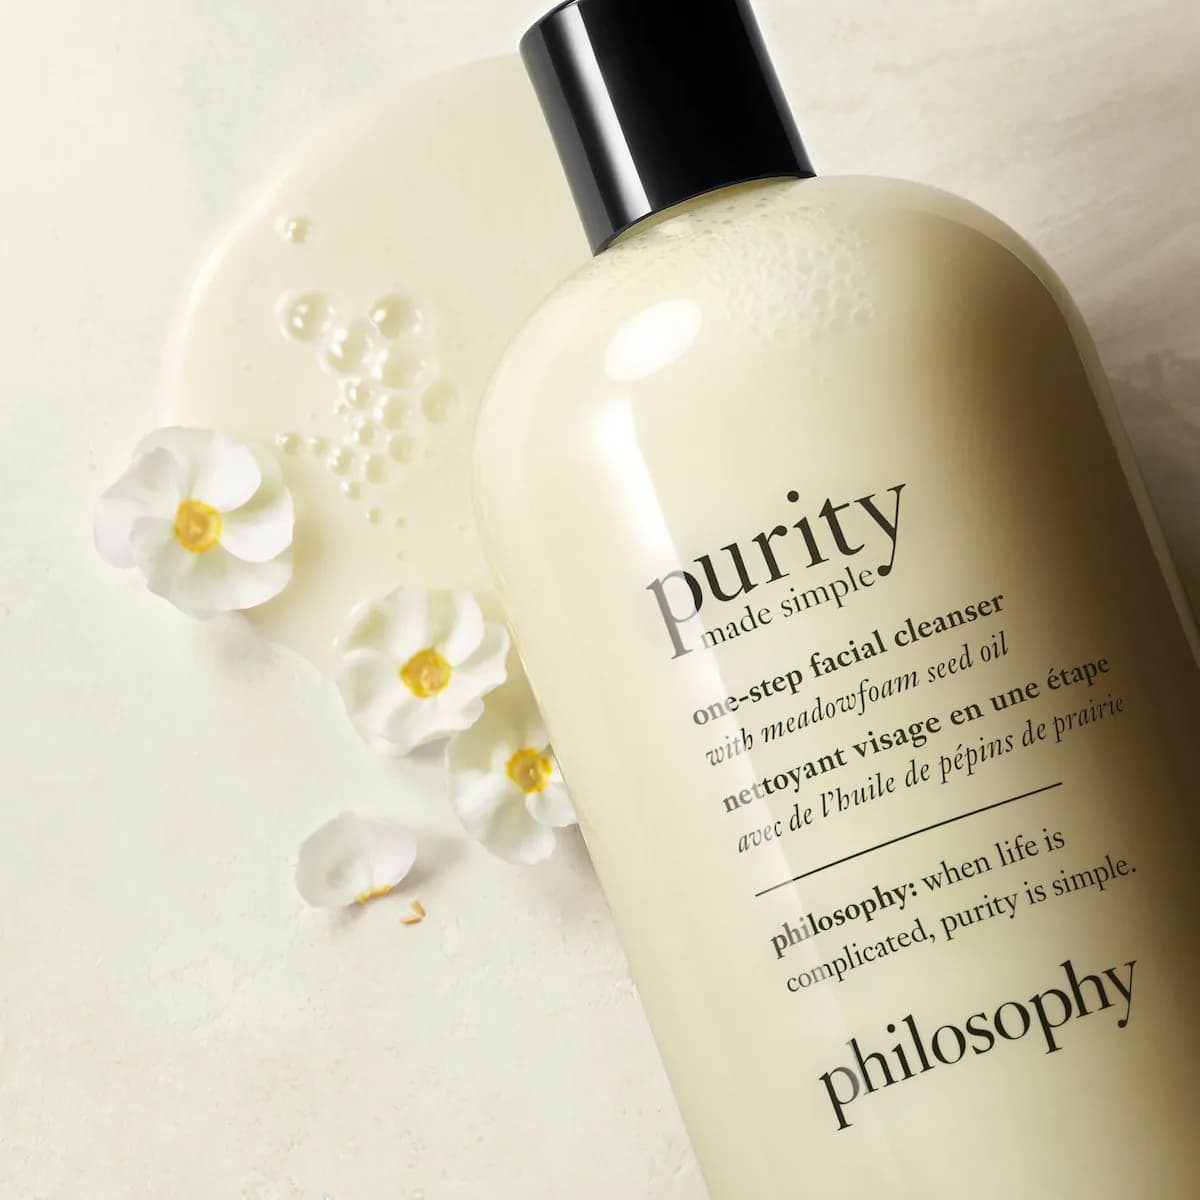 purity
made simple
one-step facial cleanser
with meadowfoam seed oil
nettoyant visage en une étape
avec de l'huile de pépins de prairie
philosophy: when life is
complicated, purity is simple.
philosophy